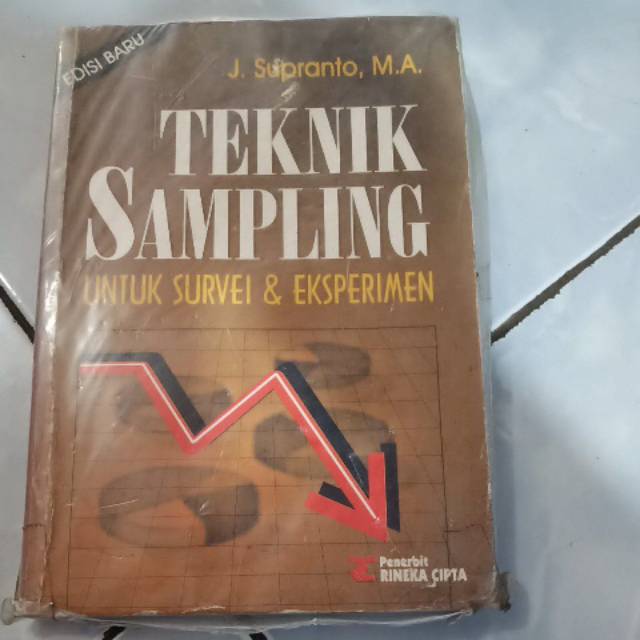 EDISI BARU
J. Supranto, M.A.
TEKNIK
SAMPLING
UNTUK SURVEI & EKSPERIMEN
Penerbit
RINEKA CIPTA